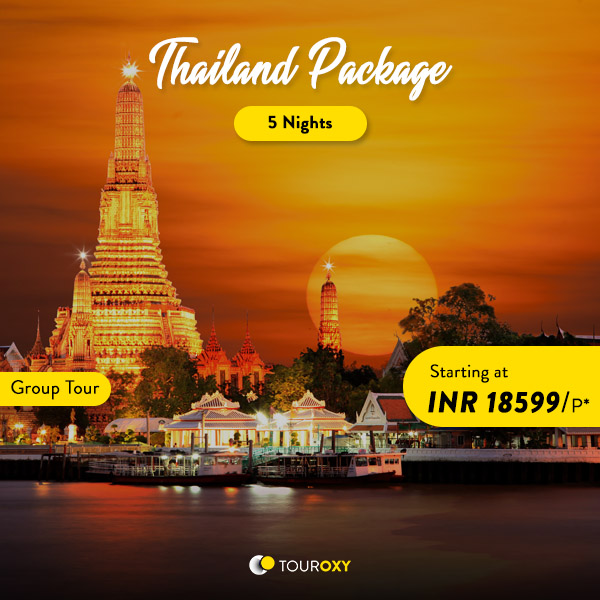 Thailand Package
5 Nights
Group Tour
Starting at
INR 18599/P*
TOUROXY